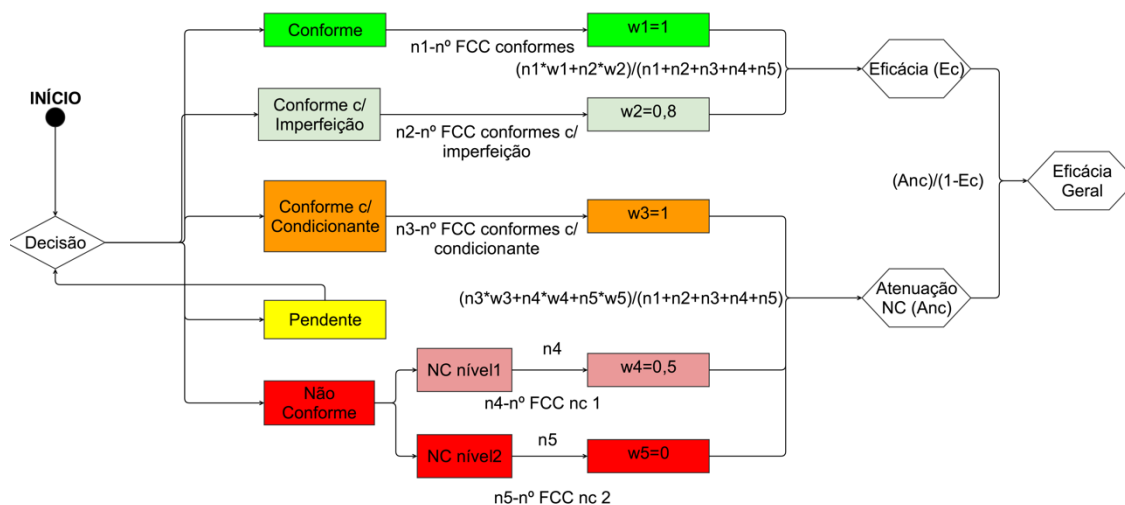 INÍCIO
Decisão
Conforme
n1-nº FCC conformes
w1=1
(n1*w1+n2*w2)/(n1+n2+n3+n4+n5)
Eficácia (Ec)
Conforme c/
Imperfeição
n2-nº FCC conformes c/
imperfeição
w2=0,8
(Anc)/(1-Ec)
Eficácia
Geral
Conforme c/
Condicionante
n3-nº FCC conformes c/
condicionante
w3=1
(n3*w3+n4*w4+n5*w5)/(n1+n2+n3+n4+n5)
Atenuação
NC (Anc)
Pendente
Não
Conforme
NC nível1
n4
w4=0,5
n4-nº FCC nc 1
NC nível2
n5
w5=0
n5-nº FCC nc 2